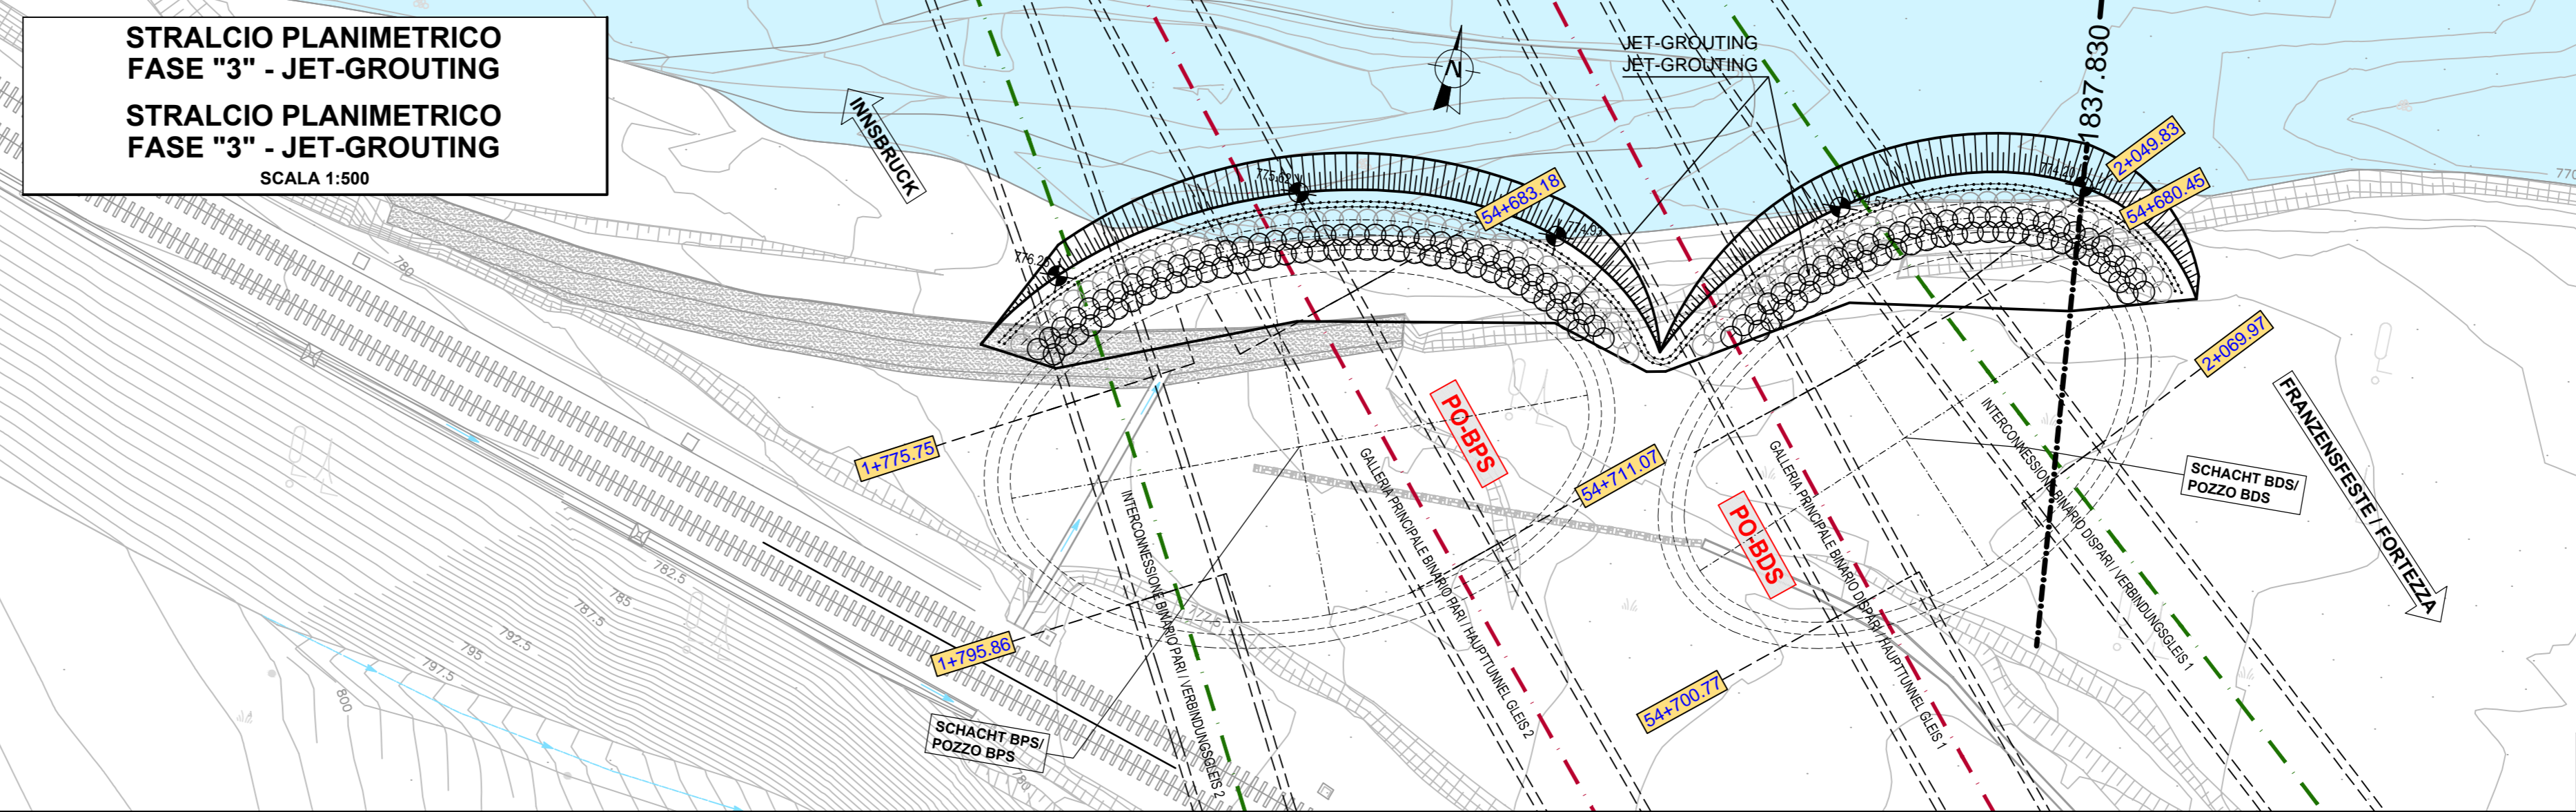 STRALCIO PLANIMETRICO
FASE "3" - JET-GROUTING
STRALCIO PLANIMETRICO
FASE "3" - JET-GROUTING
SCALA 1:500
INNSBRUCK
N
JET-GROUTING
JET-GROUTING
1837.830
2+049.83
54+680.45
54+683.18
2+069.97
1+775.75
54+711.07
1+795.86
54+700.77
PO-BPS
PO-BDS
SCHACHT BDS/
POZZO BDS
SCHACHT BPS/
POZZO BPS
FRANZENSFESTE / FORTEZZA
INTERCONNESSIONE BINARIO PARI / VERBINDUNGSGLEIS 2
GALLERIA PRINCIPALE BINARIO PARI / HAUPTTUNNEL GLEIS 2
GALLERIA PRINCIPALE BINARIO DISPARI / HAUPTTUNNEL GLEIS 1
INTERCONNESSIONE BINARIO DISPARI / VERBINDUNGSGLEIS 1
780
782.5
785
787.5
792.5
795
797.5
800
780
777.5